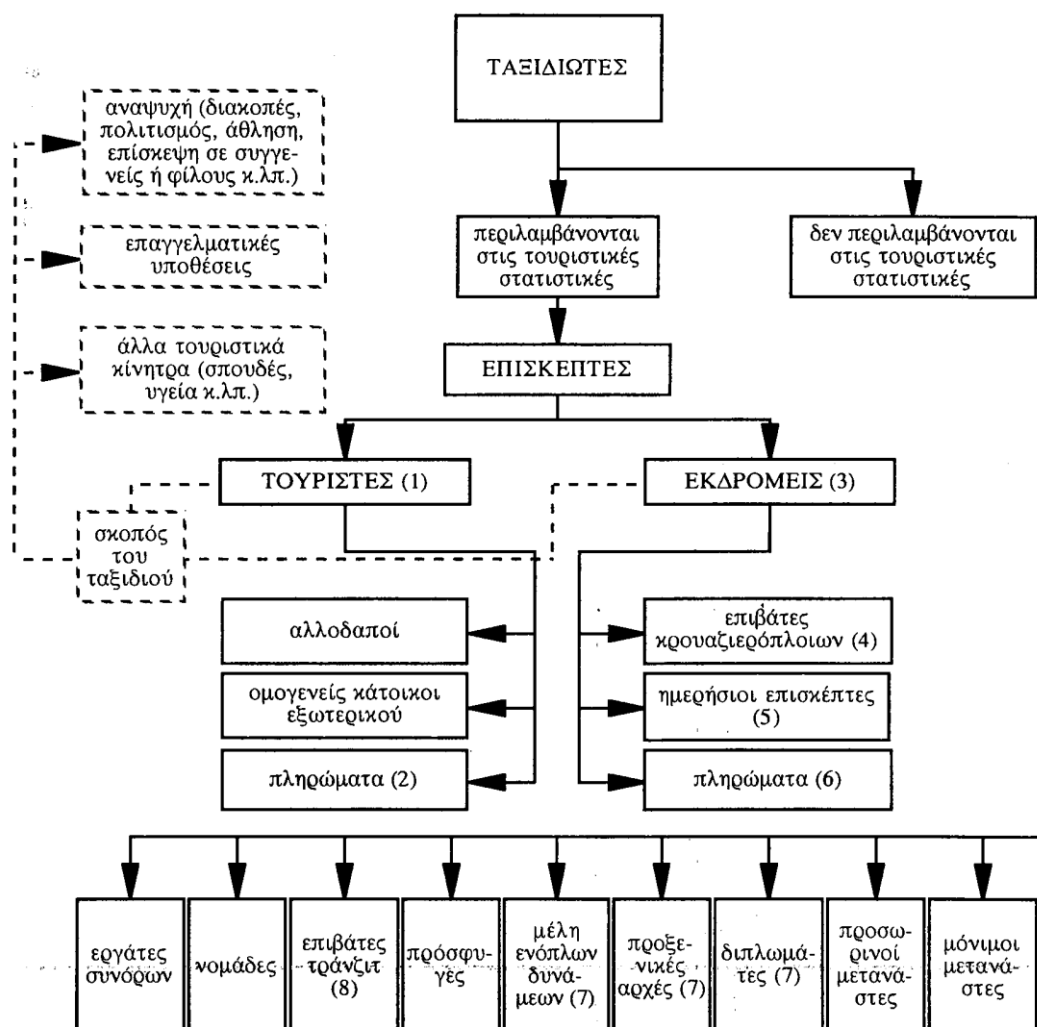 ΤΑΞΙΔΙΩΤΕΣ
αναψυχή (διακοπές,
πολιτισμός, άθληση,
επίσκεψη σε συγγε-
νείς ή φίλους κ.λπ.)
περιλαμβάνονται
στις τουριστικές
στατιστικές
δεν περιλαμβάνονται
στις τουριστικές
στατιστικές
επαγγελματικές
υποθέσεις
άλλα τουριστικά
κίνητρα (σπουδές,
υγεία κ.λπ.)
ΕΠΙΣΚΕΠΤΕΣ
ΤΟΥΡΙΣΤΕΣ (1)
ΕΚΔΡΟΜΕΙΣ (3)
σκοπός
του
ταξιδιού
αλλοδαποί
επιβάτες
κρουαζιερόπλοιων (4)
ομογενείς κάτοικοι
εξωτερικού
ημερήσιοι επισκέπτες
(5)
πληρώματα (2)
πληρώματα (6)
εργάτες
συνόρων
νομάδες
επιβάτες
τράνζιτ
(8)
πρόσφυ-
γες
μέλη
ενόπλων
δυνά-
μεων (7)
προξε-
νικές
αρχές (7)
διπλωμά-
τες (7)
προσω-
ρινοί
μετανά-
στες
μόνιμοι
μετανά-
στες